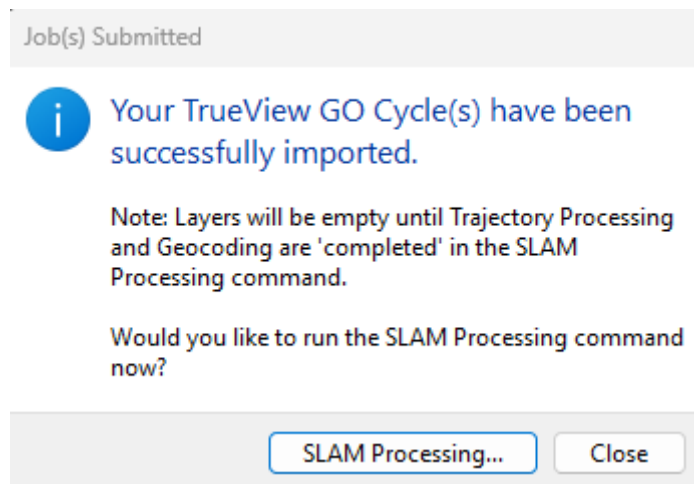 Job(s) Submitted
Your TrueView GO Cycle(s) have been
successfully imported.
Note: Layers will be empty until Trajectory Processing
and Geocoding are 'completed' in the SLAM
Processing command.
Would you like to run the SLAM Processing command
now?
SLAM Processing...
Close